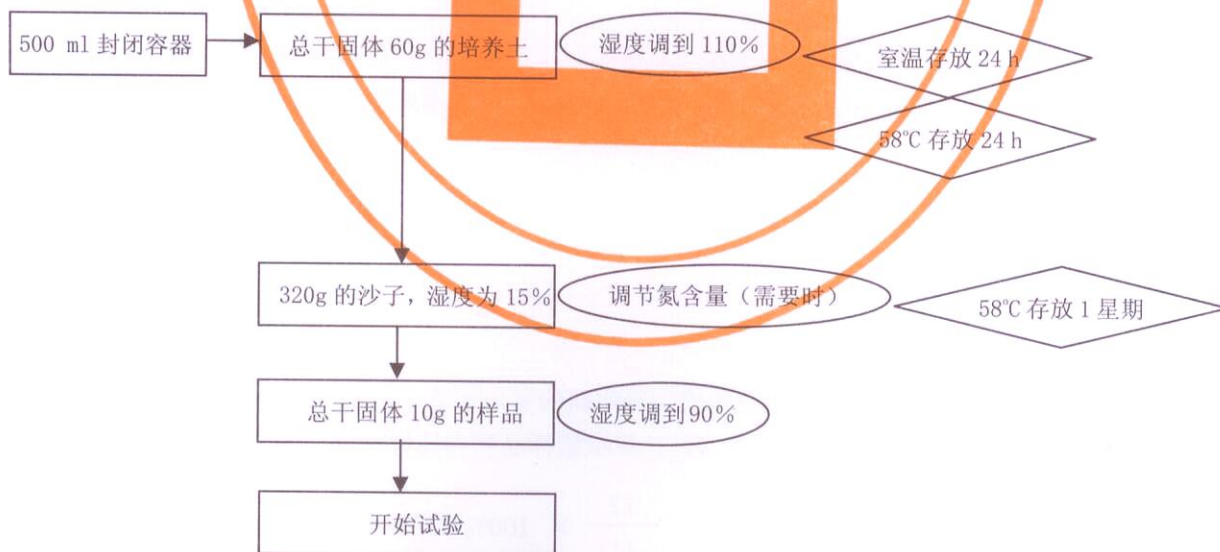 500 ml 封闭容器
总干固体 60g 的培养土
湿度调到 110%
室温存放 24 h
58℃ 存放 24 h
320g 的沙子，湿度为 15%
调节氮含量（需要时）
58℃ 存放 1 星期
总干固体 10g 的样品
湿度调到 90%
开始试验